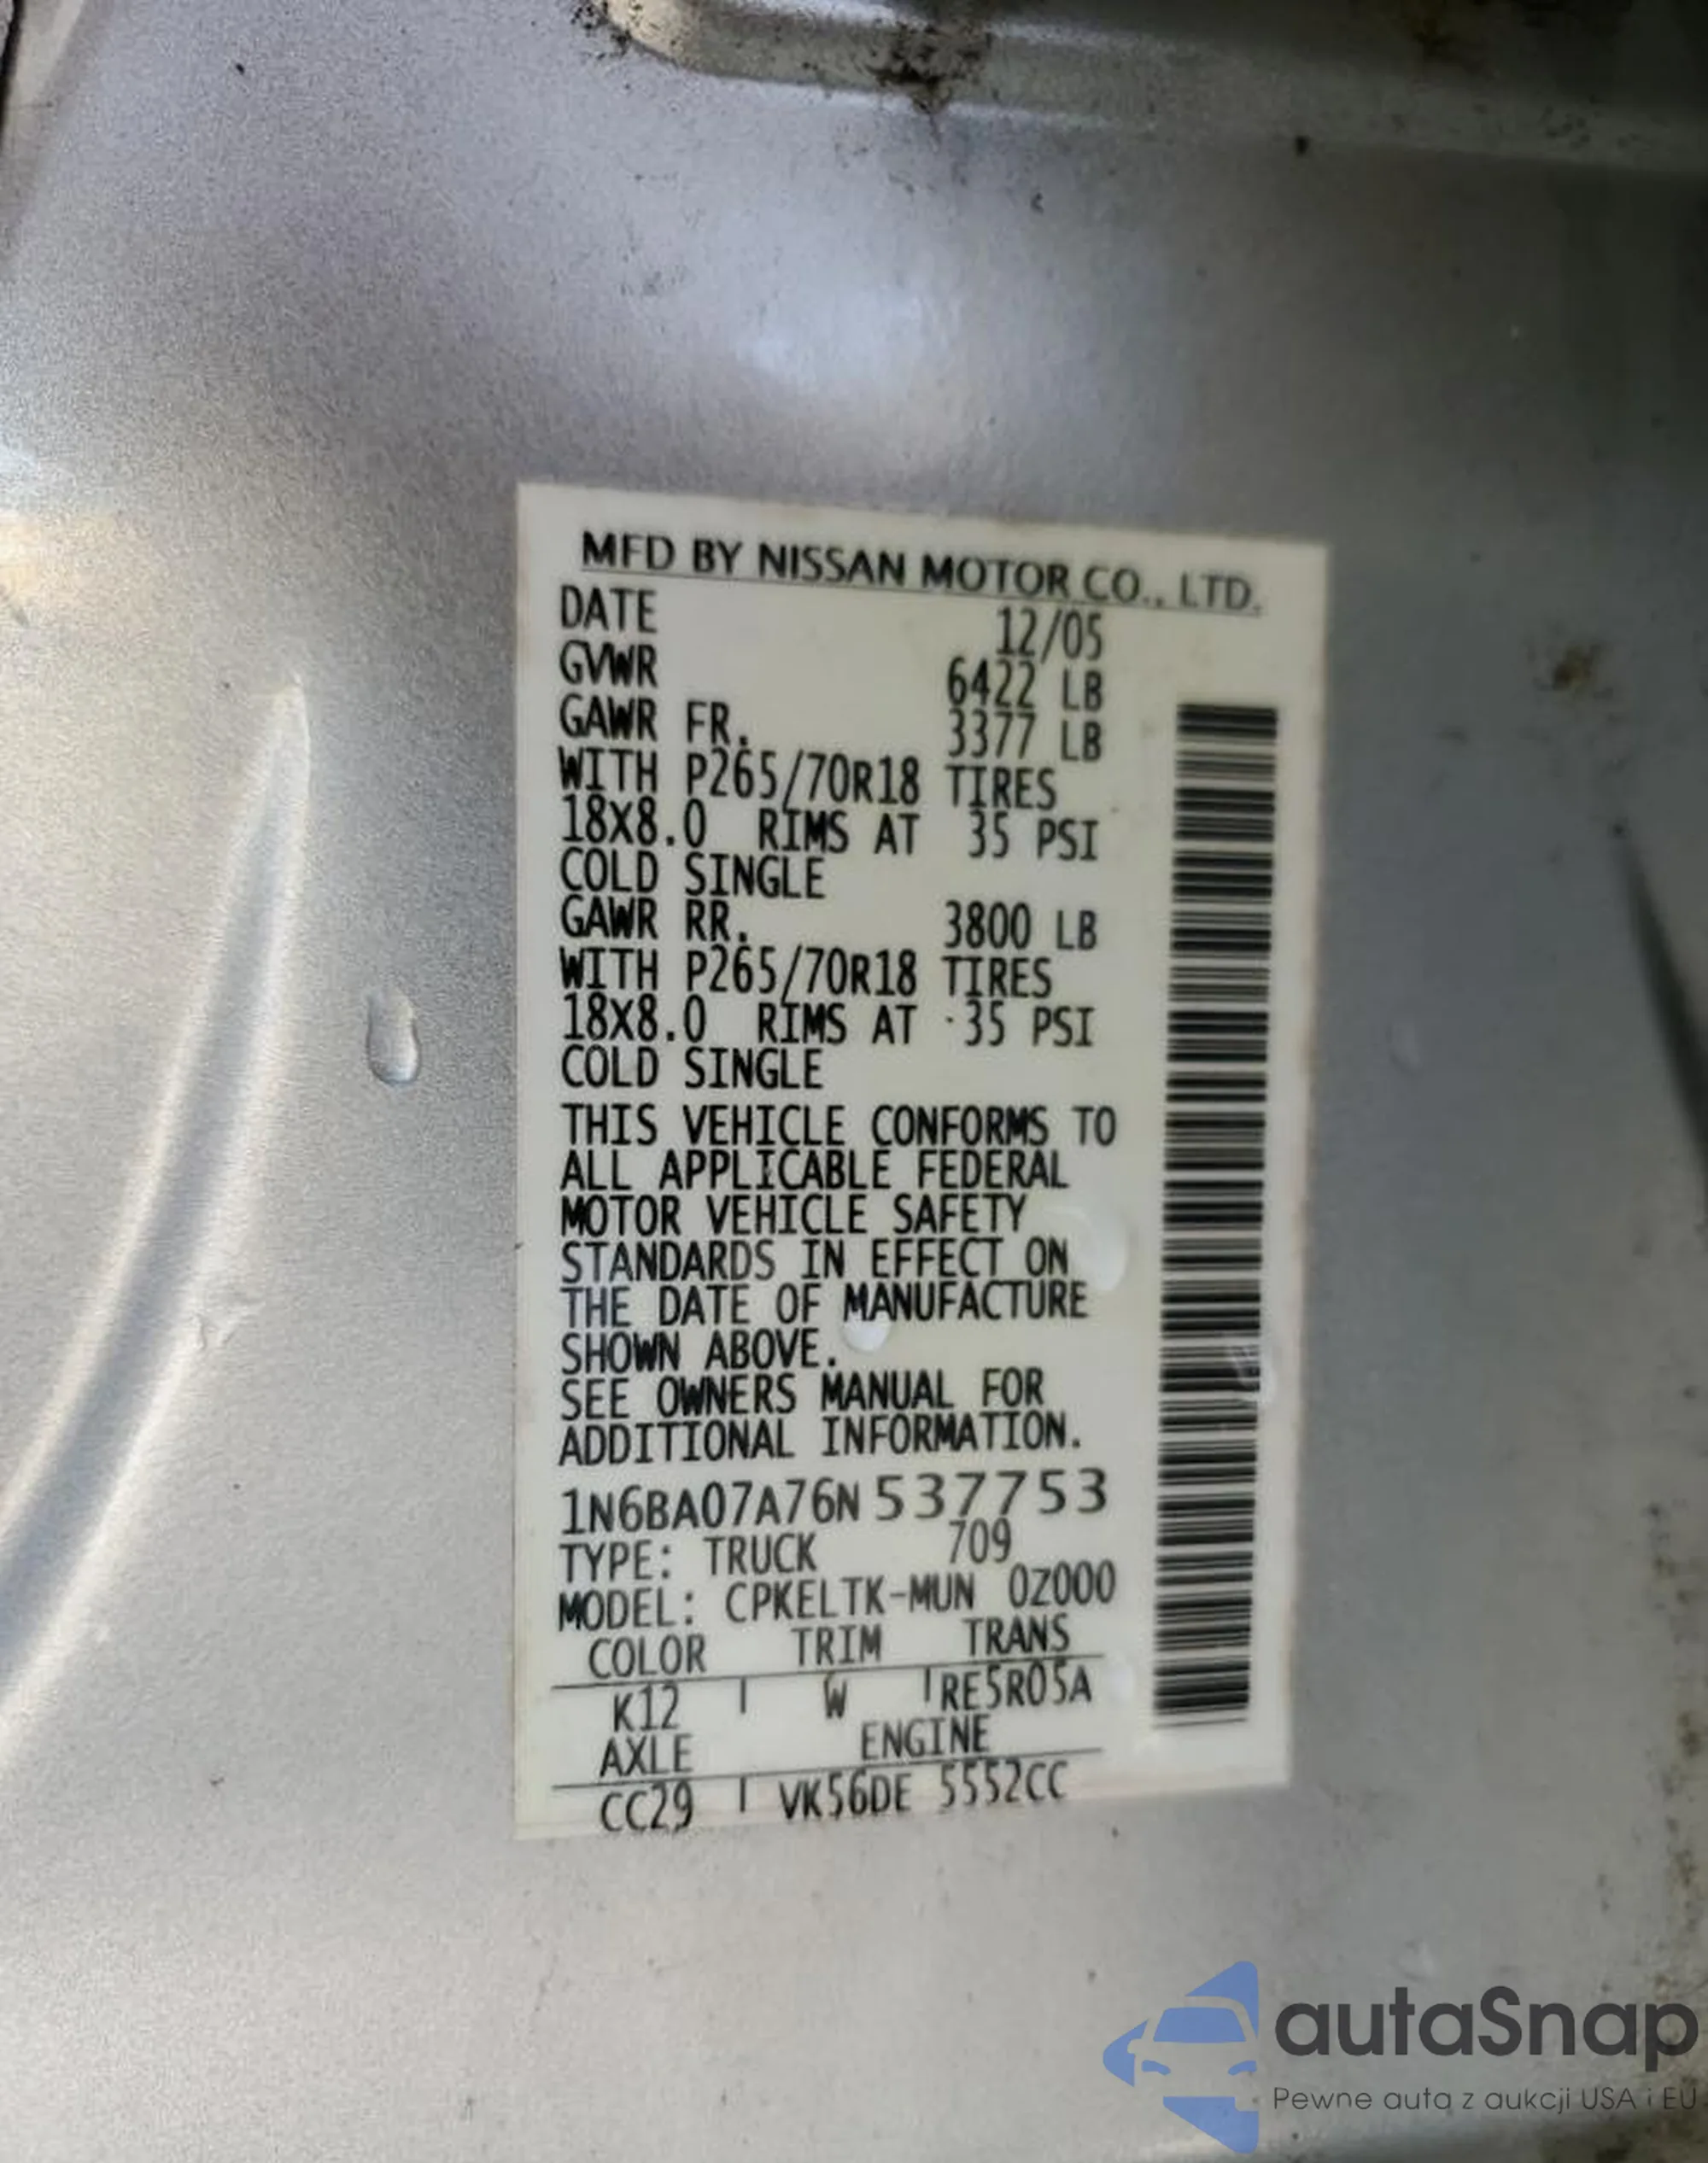 MFD BY NISSAN MOTOR CO., LTD.
DATE 12/05
GVWR 6422 LB
GAWR FR. 3377 LB
WITH P265/70R18 TIRES
18X8.0 RIMS AT 35 PSI
COLD SINGLE
GAWR RR. 3800 LB
WITH P265/70R18 TIRES
18X8.0 RIMS AT 35 PSI
COLD SINGLE
THIS VEHICLE CONFORMS TO
ALL APPLICABLE FEDERAL
MOTOR VEHICLE SAFETY
STANDARDS IN EFFECT ON
THE DATE OF MANUFACTURE
SHOWN ABOVE.
SEE OWNERS MANUAL FOR
ADDITIONAL INFORMATION.
1N6BA07A76N537753
TYPE: TRUCK 709
MODEL: CPKELTK-MUN 0Z000
COLOR TRIM TRANS
K12 W RE5R05A
AXLE ENGINE
CC29 VK56DE 5552CC
autaSnap
Pewne auta z aukcji USA i EU